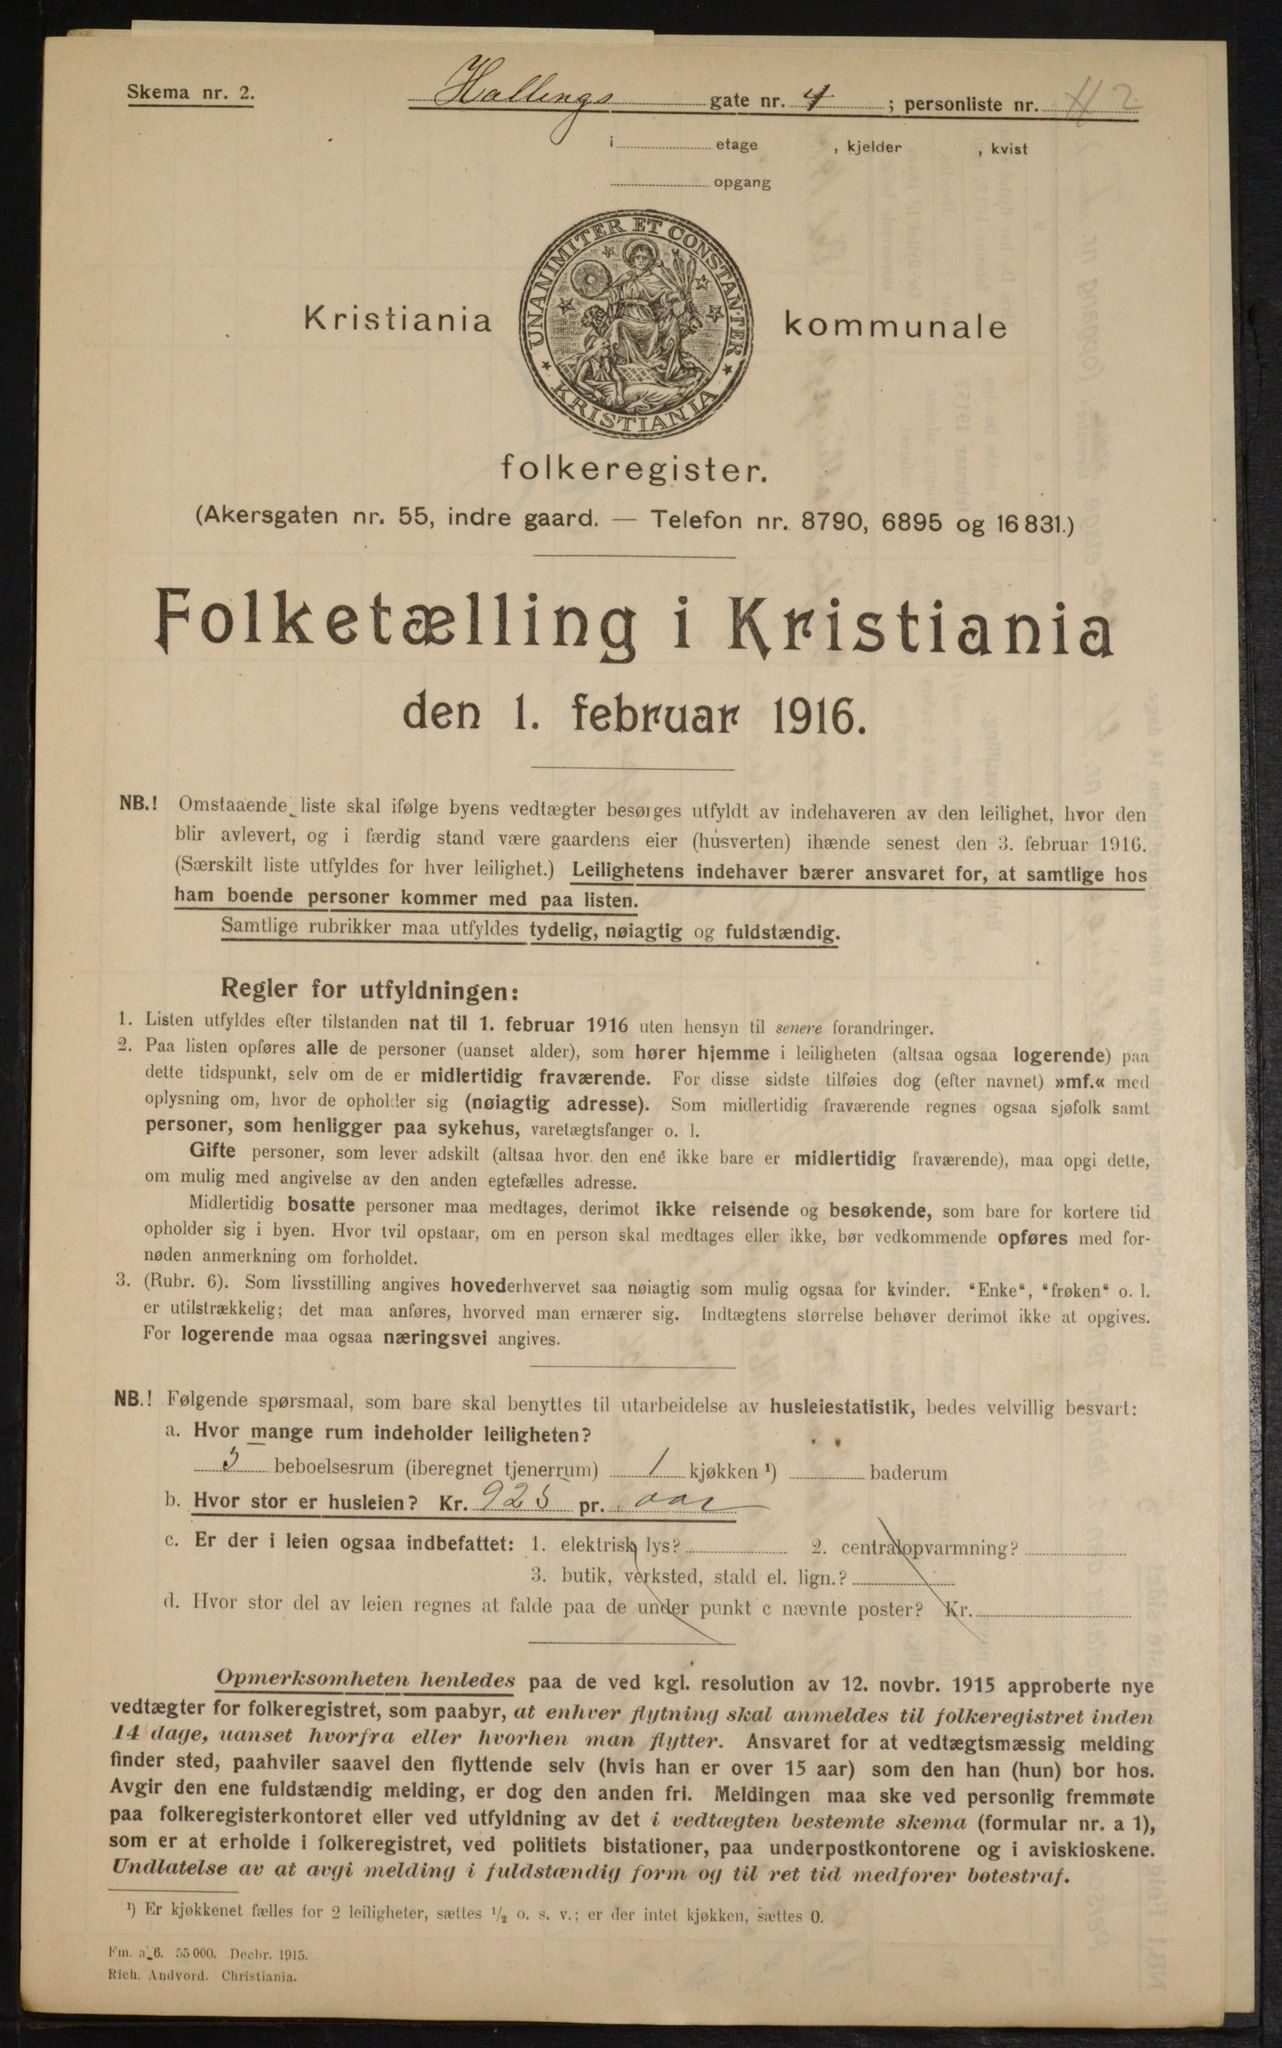 Skema nr. 2.
Hallings gate nr. 4 ; personliste nr. 2
i etage , kjelder , kvist
opgang
UNANIMITER ET CONSTANTER
KRISTIANIA
Kristiania kommunale
folkeregister.
(Akersgaten nr. 55, indre gaard. — Telefon nr. 8790, 6895 og 16831.)
Folketælling i Kristiania
den 1. februar 1916.
NB.! Omstaaende liste skal ifølge byens vedtægter besørges utfyldt av indehaveren av den leilighet, hvor den
blir avlevert, og i færdig stand være gaardens eier (husverten) ihænde senest den 3. februar 1916.
(Særskilt liste utfyldes for hver leilighet.) Leilighetens indehaver bærer ansvaret for, at samtlige hos
ham boende personer kommer med paa listen.
Samtlige rubrikker maa utfyldes tydelig, nøiagtig og fuldstændig.
Regler for utfyldningen:
1. Listen utfyldes efter tilstanden nat til 1. februar 1916 uten hensyn til senere forandringer.
2. Paa listen opføres alle de personer (uanset alder), som hører hjemme i leiligheten (altsaa ogsaa logerende) paa
dette tidspunkt, selv om de er midlertidig fraværende. For disse sidste tilføies dog (efter navnet) »mf.« med
oplysning om, hvor de opholder sig (nøiagtig adresse). Som midlertidig fraværende regnes ogsaa sjøfolk samt
personer, som henligger paa sykehus, varetægtsfanger o. l.
Gifte personer, som lever adskilt (altsaa hvor den ene ikke bare er midlertidig fraværende), maa opgi dette,
om mulig med angivelse av den anden egtefælles adresse.
Midlertidig bosatte personer maa medtages, derimot ikke reisende og besøkende, som bare for kortere tid
opholder sig i byen. Hvor tvil opstaar, om en person skal medtages eller ikke, bør vedkommende opføres med for-
nøden anmerkning om forholdet.
3. (Rubr. 6). Som livsstilling angives hovederhvervet saa nøiagtig som mulig ogsaa for kvinder. "Enke", "frøken" o. l.
er utilstrækkelig; det maa anføres, hvorved man ernærer sig. Indtægtens størrelse behøver derimot ikke at opgives.
For logerende maa ogsaa næringsvei angives.
NB.! Følgende spørsmaal, som bare skal benyttes til utarbeidelse av husleiestatistik, bedes velvillig besvart:
a. Hvor mange rum indeholder leiligheten?
3 beboelsesrum (iberegnet tjenerrum) 1 kjøkken ¹) baderum
b. Hvor stor er husleien? Kr. 925 pr. aar
c. Er der i leien ogsaa indbefattet: 1. elektrisk lys? 2. centralopvarmning?
3. butik, verksted, stald el. lign.?
d. Hvor stor del av leien regnes at falde paa de under punkt c nævnte poster? Kr.
Opmerksomheten henledes paa de ved kgl. resolution av 12. novbr. 1915 approberte nye
vedtægter for folkeregistret, som paabyr, at enhver flytning skal anmeldes til folkeregistret inden
14 dage, uanset hvorfra eller hvorhen man flytter. Ansvaret for at vedtægtsmæssig melding
finder sted, paahviler saavel den flyttende selv (hvis han er over 15 aar) som den han (hun) bor hos.
Avgir den ene fuldstændig melding, er dog den anden fri. Meldingen maa ske ved personlig fremmøte
paa folkeregisterkontoret eller ved utfyldning av det i vedtægten bestemte skema (formular nr. a 1),
som er at erholde i folkeregistret, ved politiets bistationer, paa underpostkontorene og i aviskioskene.
Undlatelse av at avgi melding i fuldstændig form og til ret tid medfører bøtestraf.
¹) Er kjøkkenet fælles for 2 leiligheter, sættes 1/2 o. s. v.; er der intet kjøkken, sættes 0.
Fm. a 6. 55000. Decbr. 1915.
Rich. Andvord. Christiania.